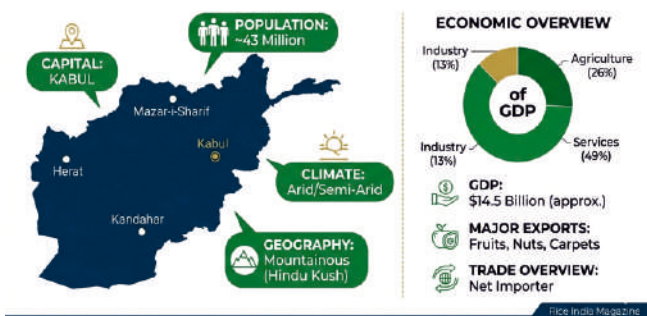 POPULATION:
~43 Million
CAPITAL:
KABUL
Mazar-i-Sharif
Kabul
Herat
CLIMATE:
Arid/Semi-Arid
Kandahar
GEOGRAPHY:
Mountainous
(Hindu Kush)
ECONOMIC OVERVIEW
Industry
(13%)
Agriculture
(26%)
of
GDP
Industry
(13%)
Services
(49%)
GDP:
$14.5 Billion (approx.)
MAJOR EXPORTS:
Fruits, Nuts, Carpets
TRADE OVERVIEW:
Net Importer
Rice India Magazine